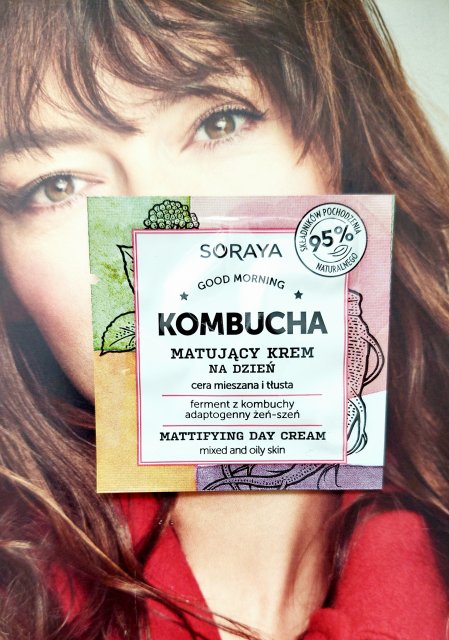 SORAYA
SKŁADNIKÓW POCHODZENIA
95%
NATURALNEGO
GOOD MORNING
KOMBUCHA
MATUJĄCY KREM
NA DZIEŃ
cera mieszana i tłusta
ferment z kombuchy
adaptogenny żeń-szeń
MATTIFYING DAY CREAM
mixed and oily skin